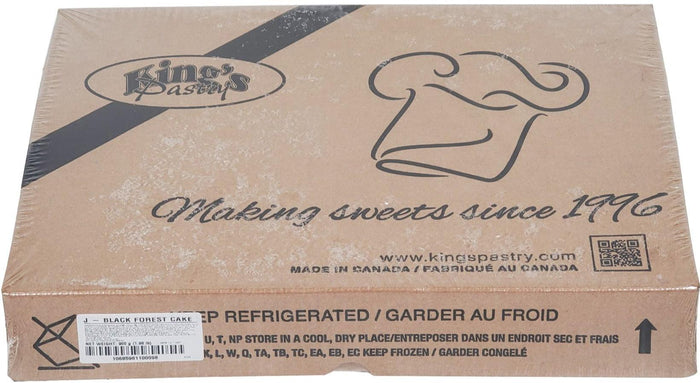 King's
Pastry
Making sweets since 1996
www.kingspastry.com
MADE IN CANADA / FABRIQUÉ AU CANADA
J – BLACK FOREST CAKE
REFRIGERATED / GARDER AU FROID
U, T, NP STORE IN A COOL, DRY PLACE/ENTREPOSER DANS UN ENDROIT SEC ET FRAIS
K, L, W, Q, TA, TB, TC, EA, EB, EC KEEP FROZEN / GARDER CONGELÉ
NET WEIGHT: